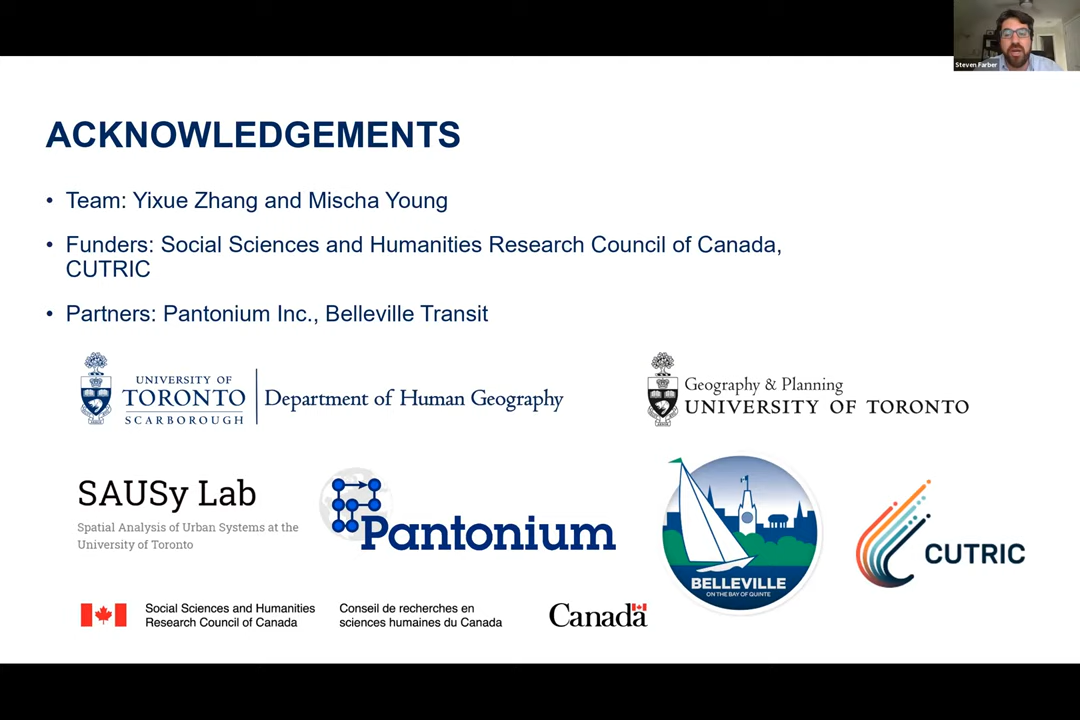 Steven Farber
ACKNOWLEDGEMENTS
• Team: Yixue Zhang and Mischa Young
• Funders: Social Sciences and Humanities Research Council of Canada,
CUTRIC
• Partners: Pantonium Inc., Belleville Transit
UNIVERSITY OF
TORONTO
SCARBOROUGH
Department of Human Geography
Geography & Planning
UNIVERSITY OF TORONTO
SAUSy Lab
Spatial Analysis of Urban Systems at the
University of Toronto
Pantonium
BELLEVILLE
ON THE BAY OF QUINTE
CUTRIC
Social Sciences and Humanities
Research Council of Canada
Conseil de recherches en
sciences humaines du Canada
Canada